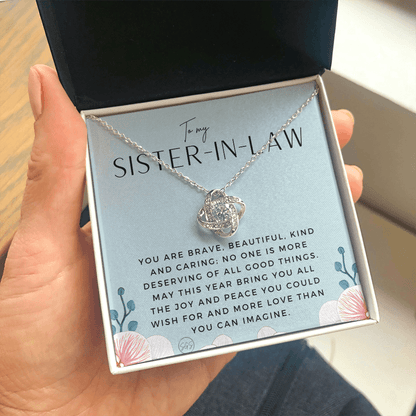 To my
SISTER-IN-LAW
YOU ARE BRAVE, BEAUTIFUL, KIND
AND CARING; NO ONE IS MORE
DESERVING OF ALL GOOD THINGS.
MAY THIS YEAR BRING YOU ALL
THE JOY AND PEACE YOU COULD
WISH FOR AND MORE LOVE THAN
YOU CAN IMAGINE.